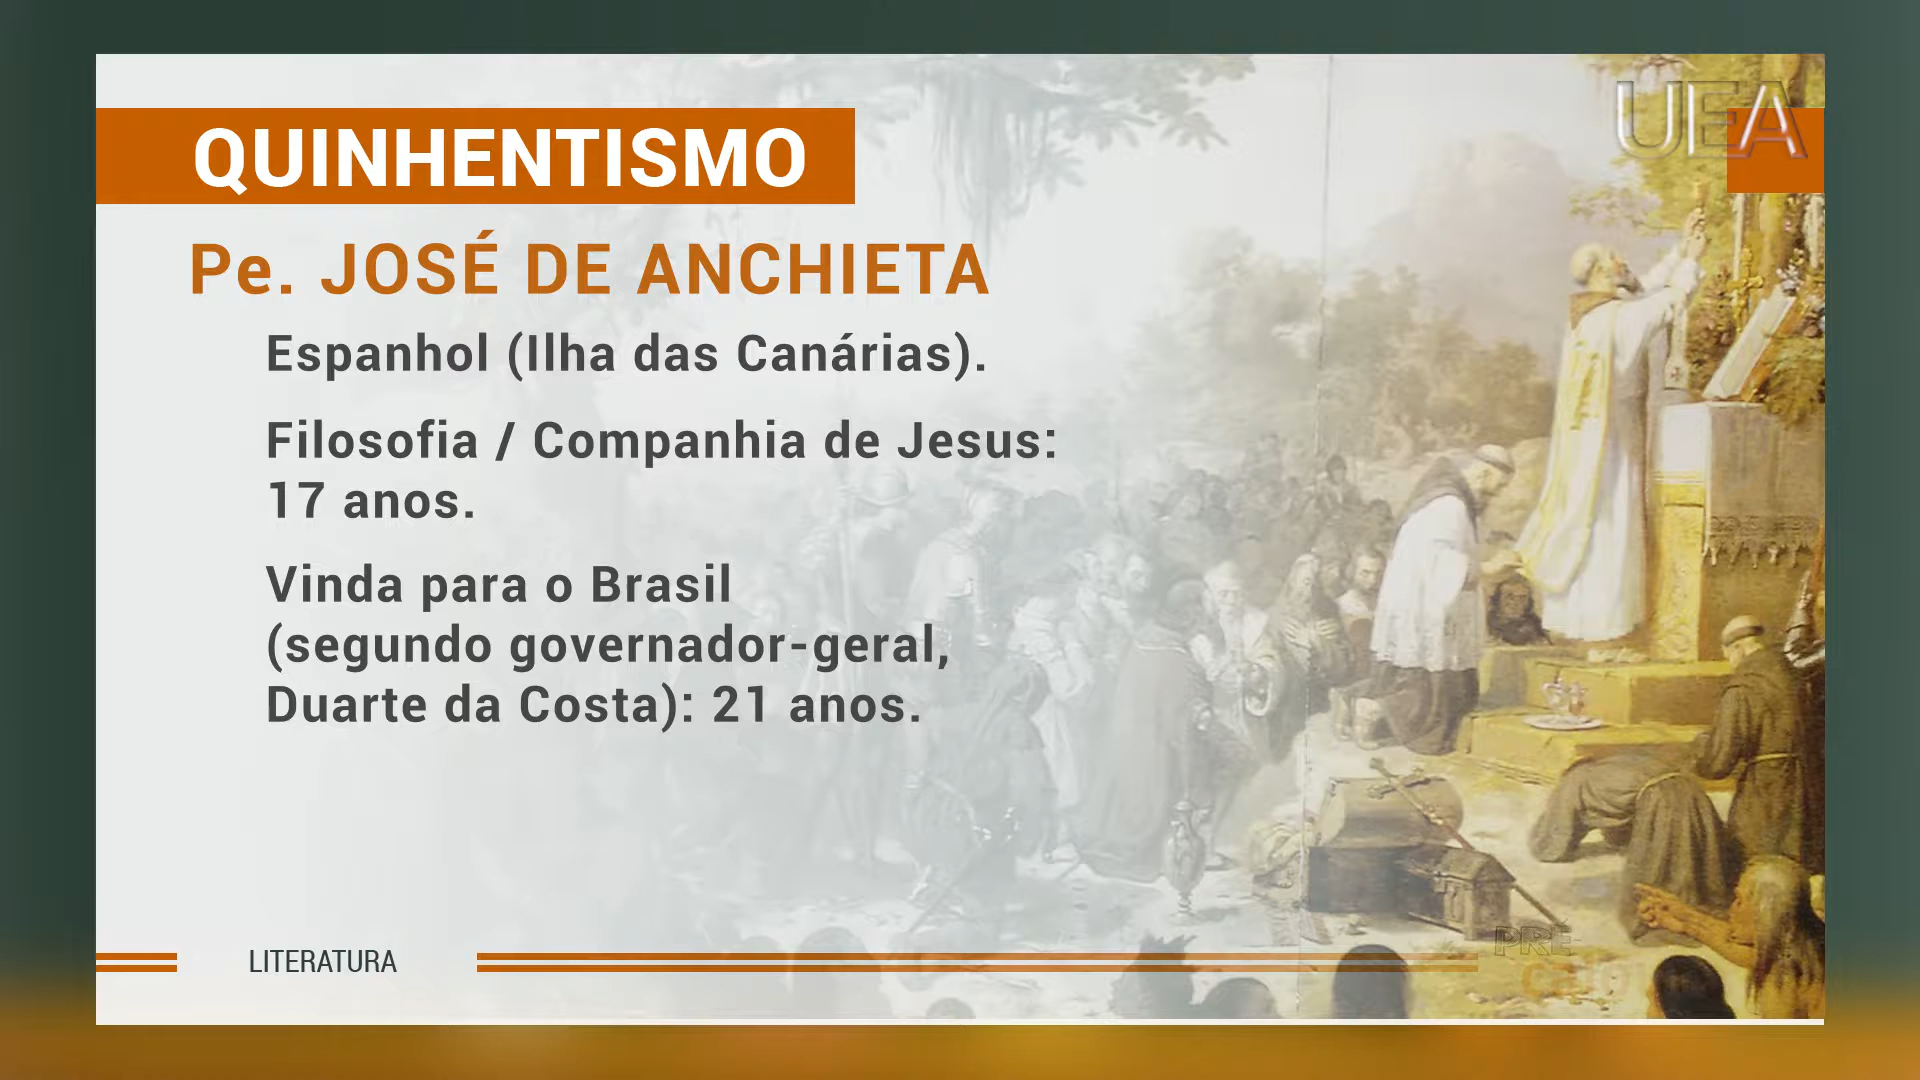 UEA
QUINHENTISMO
Pe. JOSÉ DE ANCHIETA
Espanhol (Ilha das Canárias).
Filosofia / Companhia de Jesus:
17 anos.
Vinda para o Brasil
(segundo governador-geral,
Duarte da Costa): 21 anos.
LITERATURA
PRÉ